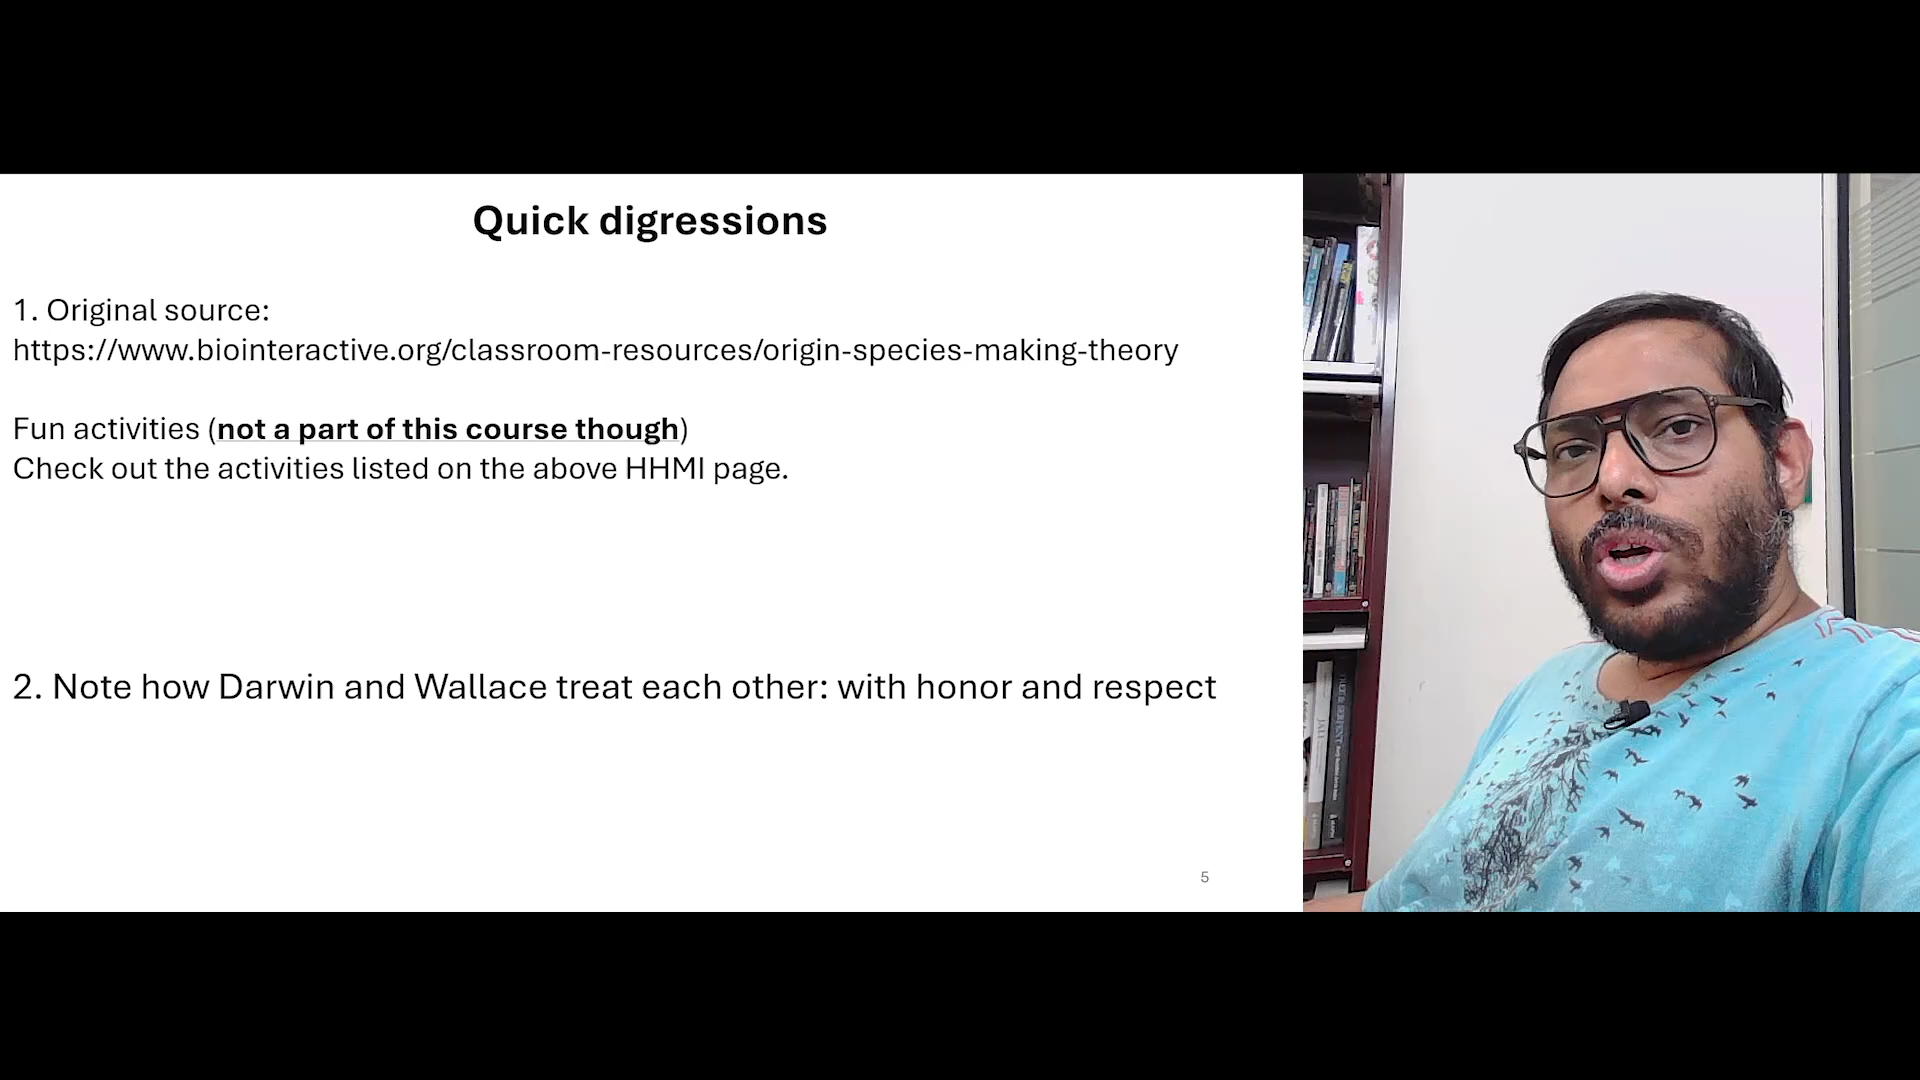 Quick digressions
1. Original source:
https://www.biointeractive.org/classroom-resources/origin-species-making-theory
Fun activities (not a part of this course though)
Check out the activities listed on the above HHMI page.
2. Note how Darwin and Wallace treat each other: with honor and respect
5